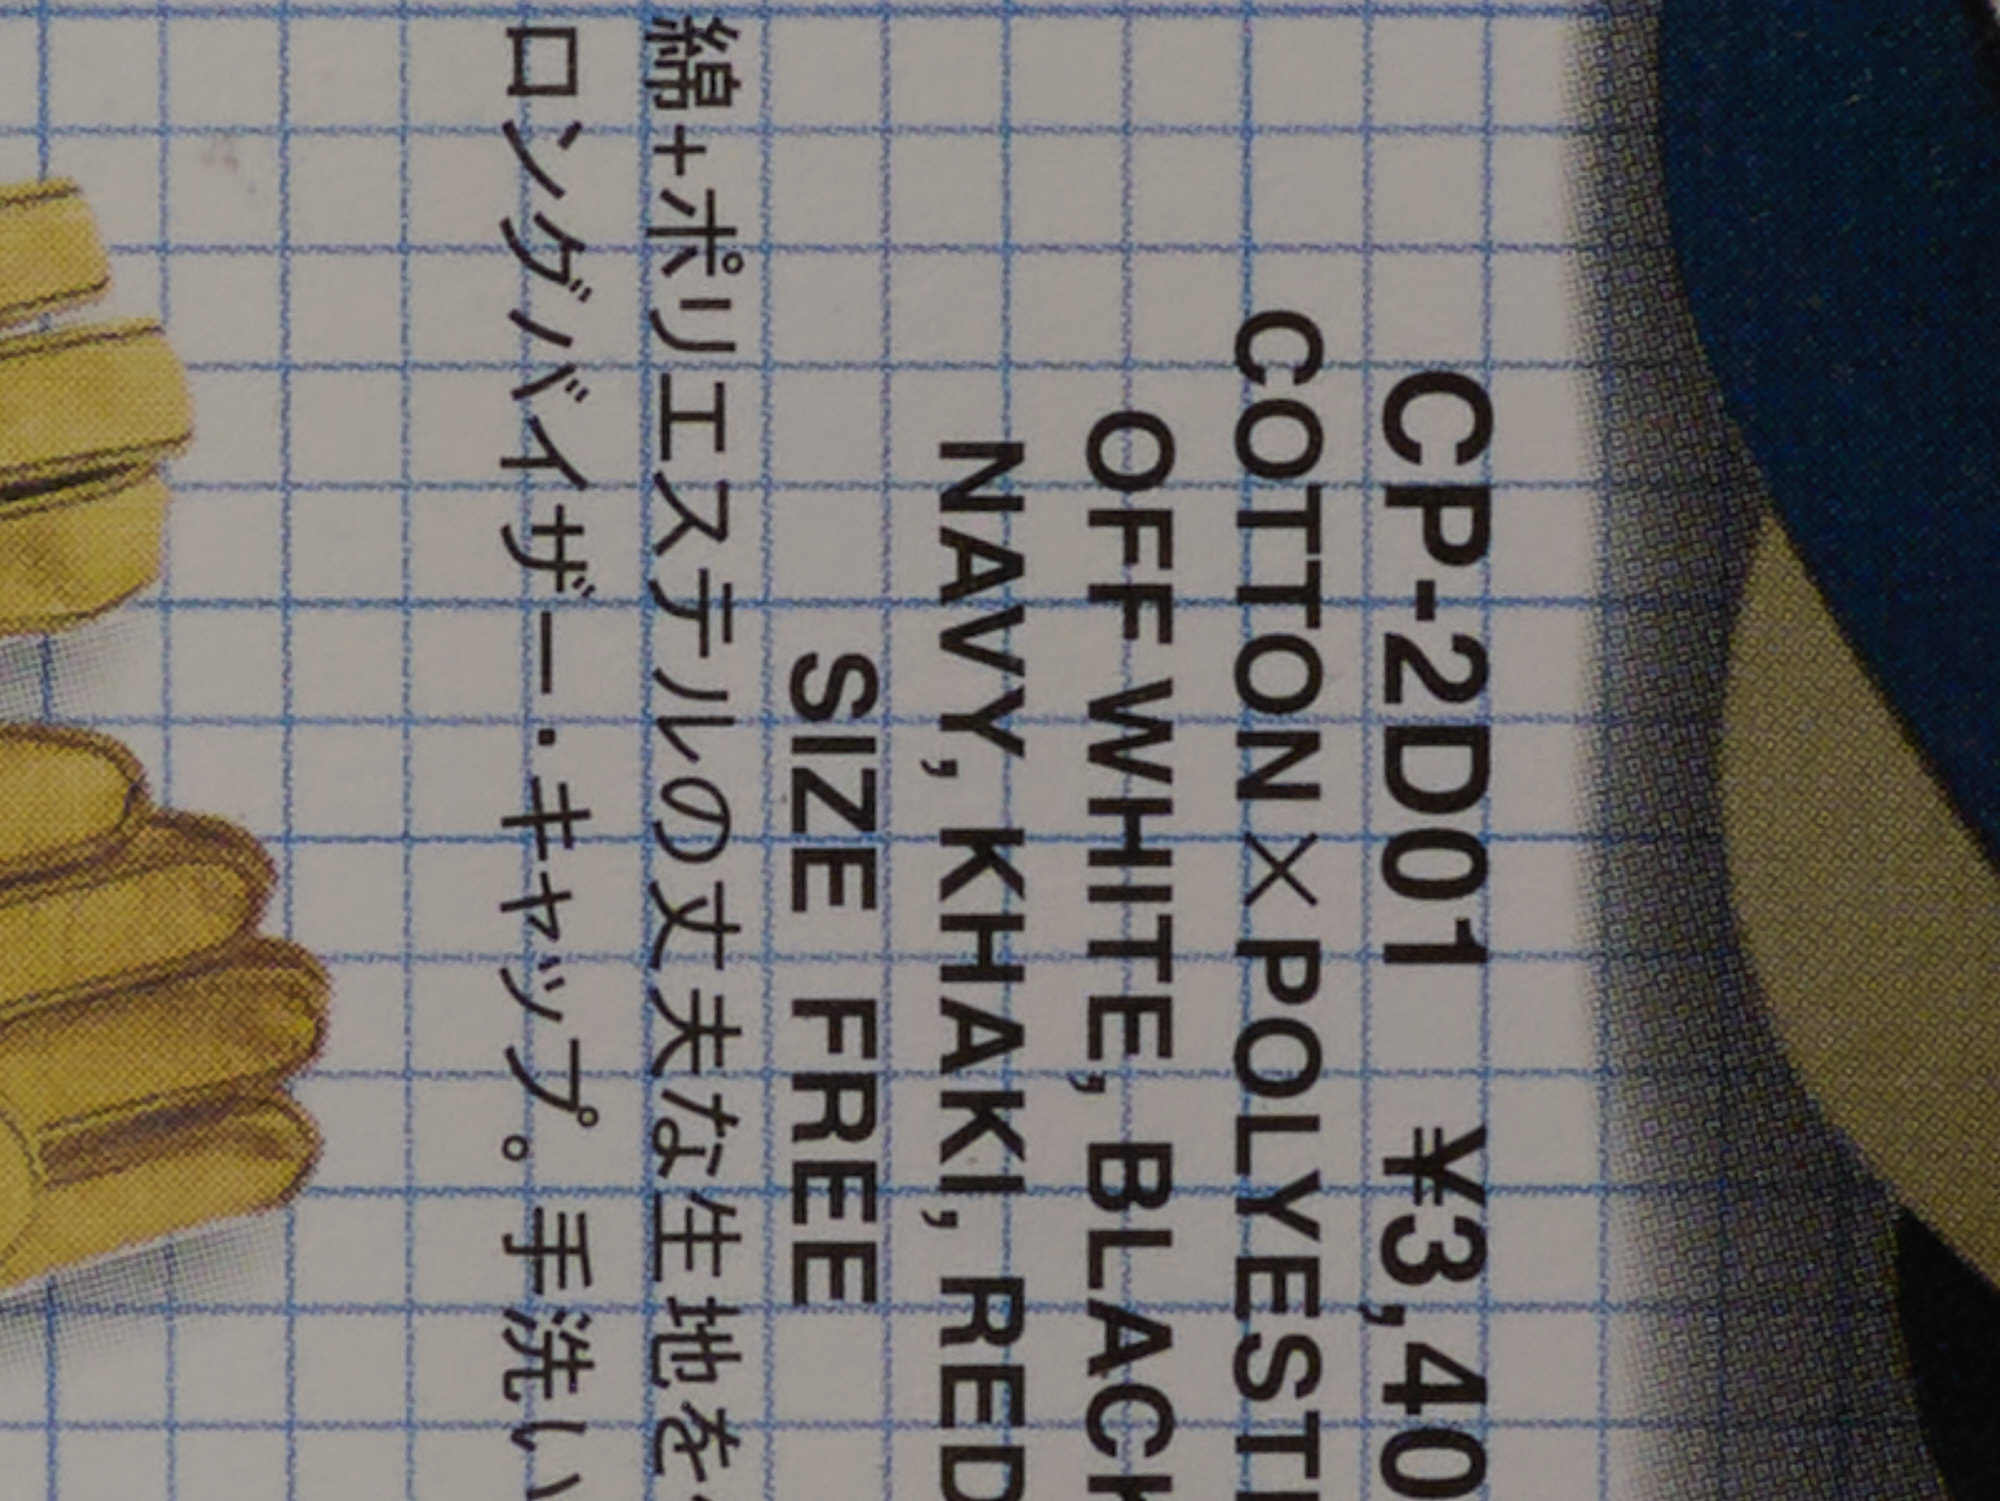 CP-2D01 ¥3,40
COTTON×POLYEST
OFF WHITE, BLACK
NAVY, KHAKI, RED
SIZE FREE
綿+ポリエステルの丈夫な生地を
ロングバイザー・キャップ。手洗い